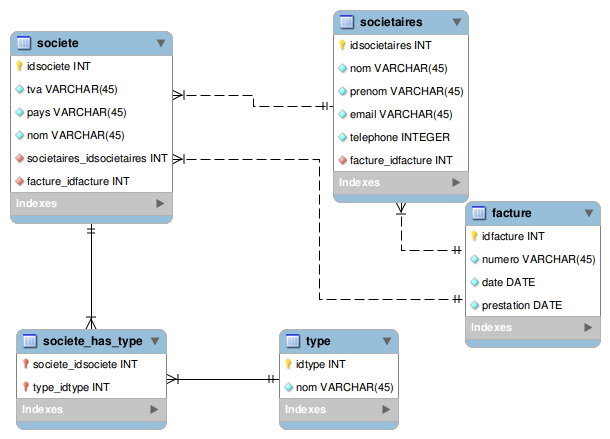 societe
idsociete INT
tva VARCHAR(45)
pays VARCHAR(45)
nom VARCHAR(45)
societaires_idsocietaires INT
facture_idfacture INT
Indexes
societaires
idsocietaires INT
nom VARCHAR(45)
prenom VARCHAR(45)
email VARCHAR(45)
telephone INTEGER
facture_idfacture INT
Indexes
facture
idfacture INT
numero VARCHAR(45)
date DATE
prestation DATE
Indexes
societe_has_type
societe_idsociete INT
type_idtype INT
Indexes
type
idtype INT
nom VARCHAR(45)
Indexes